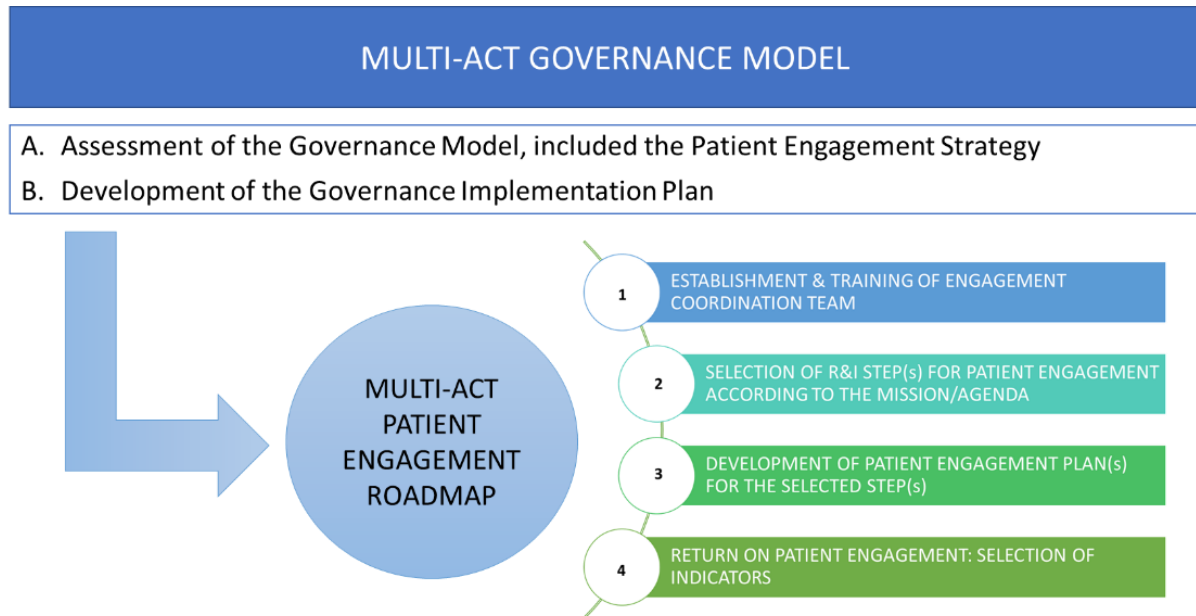 MULTI-ACT GOVERNANCE MODEL
A. Assessment of the Governance Model, included the Patient Engagement Strategy
B. Development of the Governance Implementation Plan
MULTI-ACT
PATIENT
ENGAGEMENT
ROADMAP
1
ESTABLISHMENT & TRAINING OF ENGAGEMENT
COORDINATION TEAM
2
SELECTION OF R&I STEP(s) FOR PATIENT ENGAGEMENT
ACCORDING TO THE MISSION/AGENDA
3
DEVELOPMENT OF PATIENT ENGAGEMENT PLAN(s)
FOR THE SELECTED STEP(s)
4
RETURN ON PATIENT ENGAGEMENT: SELECTION OF
INDICATORS